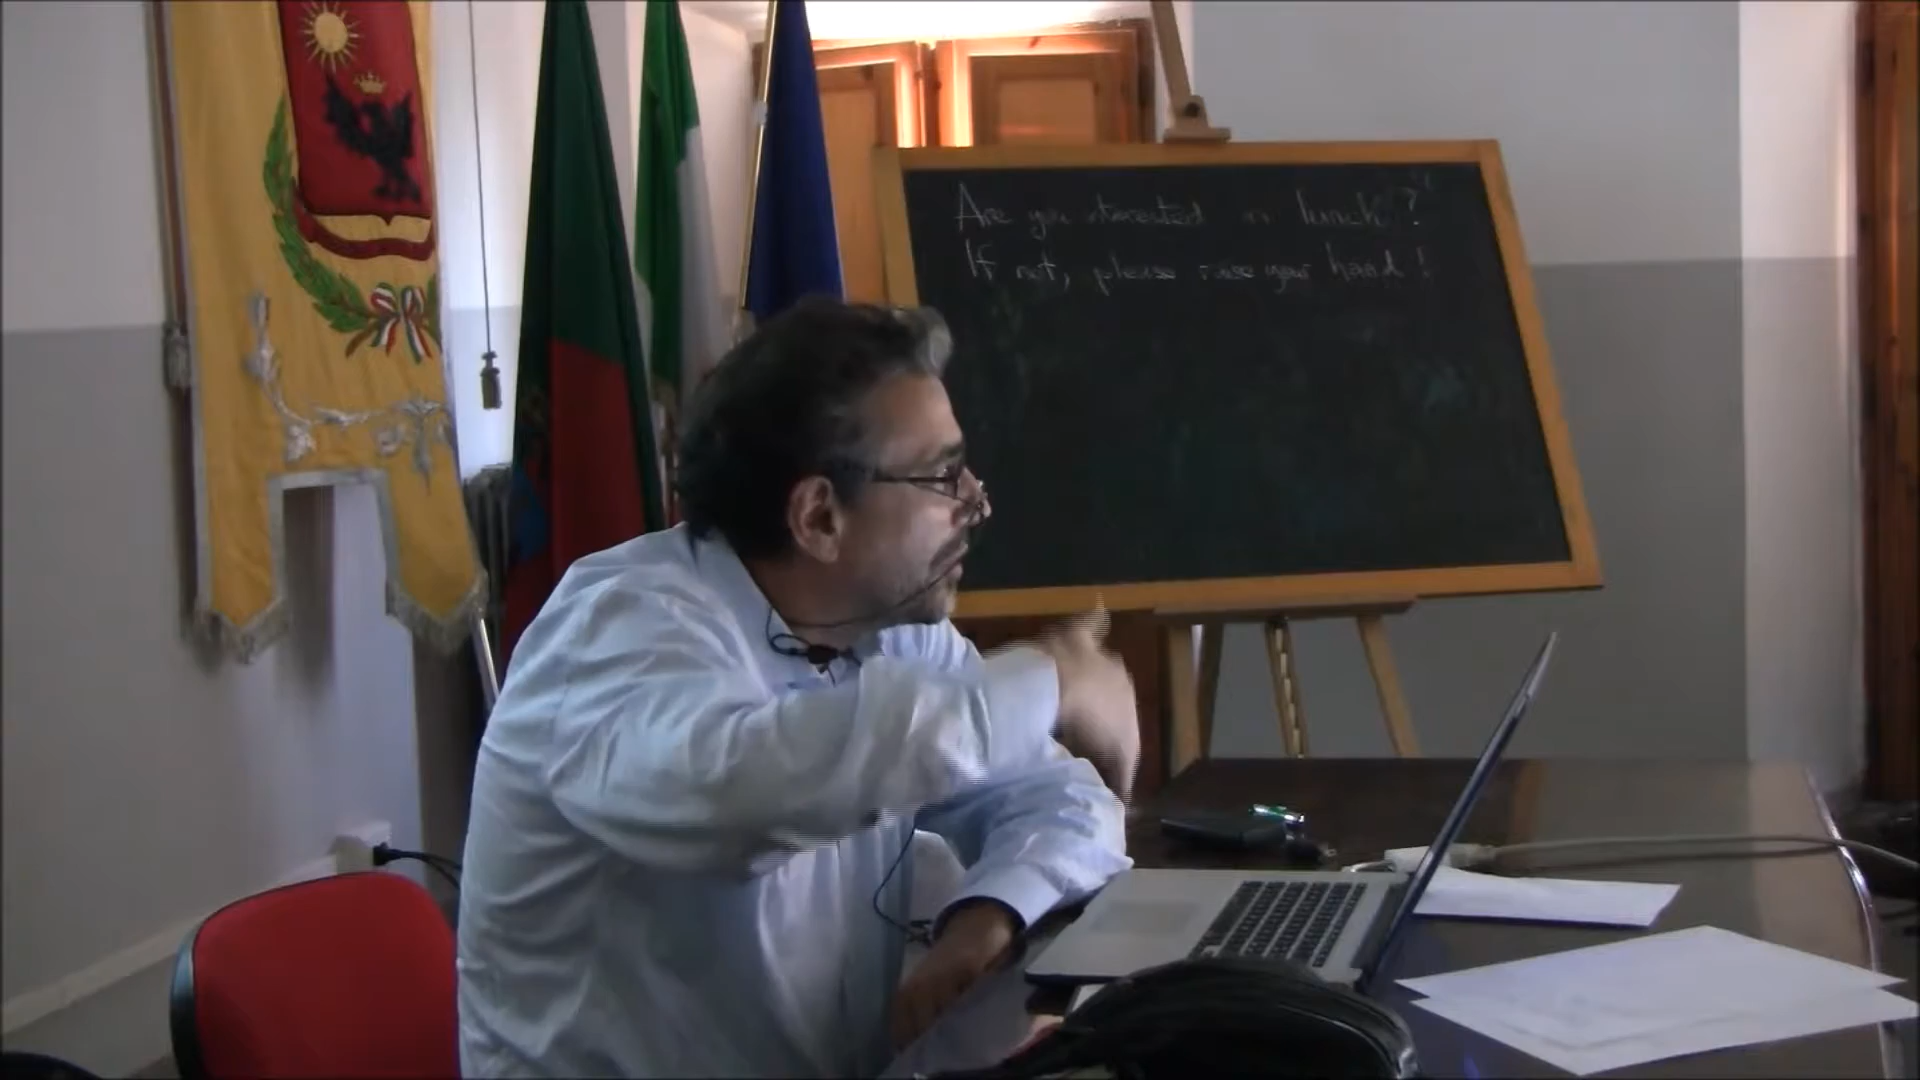 Are you interested in lunch ?
If not, please raise your hand !